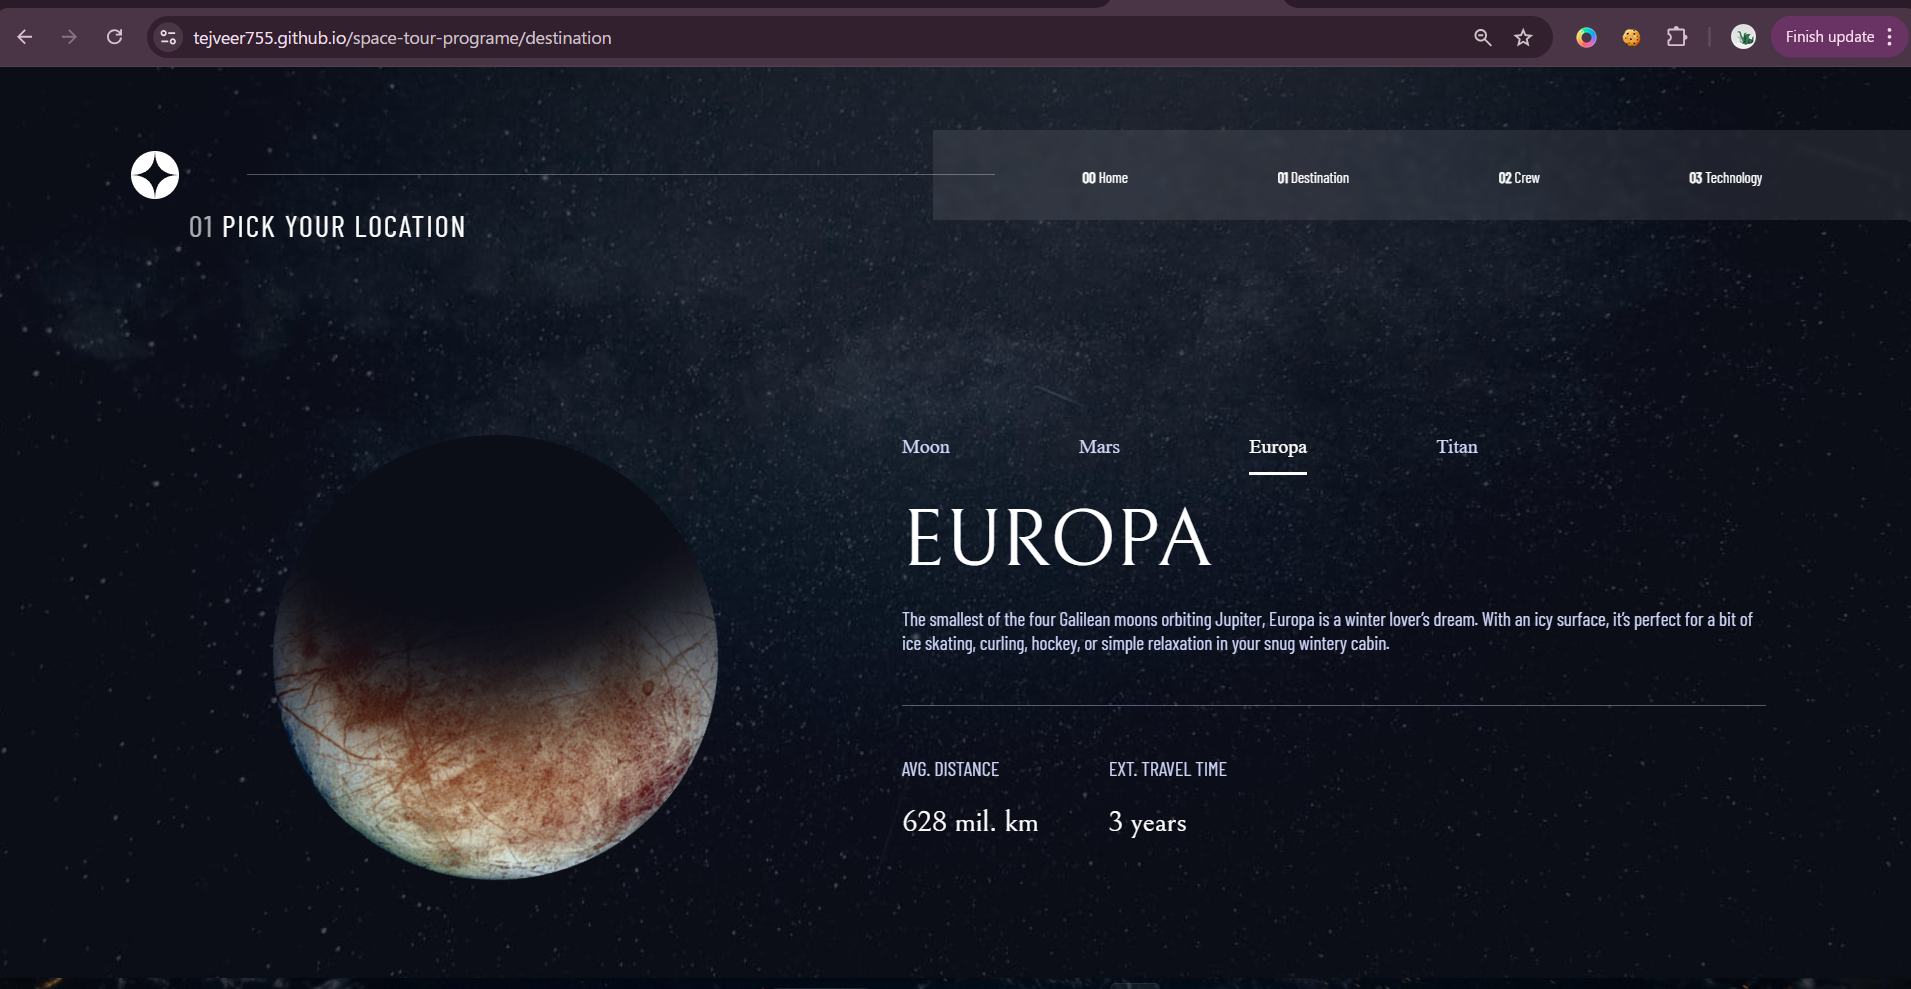 tejveer755.github.io/space-tour-programe/destination
Finish update
00 Home 01 Destination 02 Crew 03 Technology
01 PICK YOUR LOCATION
Moon Mars Europa Titan
EUROPA
The smallest of the four Galilean moons orbiting Jupiter, Europa is a winter lover’s dream. With an icy surface, it’s perfect for a bit of
ice skating, curling, hockey, or simple relaxation in your snug wintery cabin.
AVG. DISTANCE EXT. TRAVEL TIME
628 mil. km 3 years